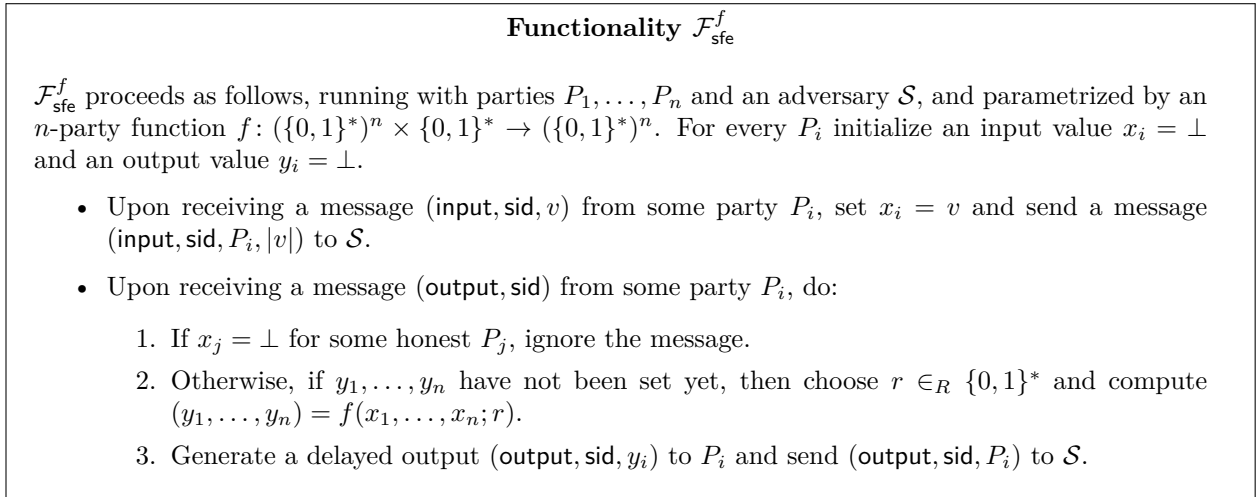 Functionality $\mathcal{F}_{\mathsf{sfe}}^{f}$
$\mathcal{F}_{\mathsf{sfe}}^{f}$ proceeds as follows, running with parties $P_1, \ldots, P_n$ and an adversary $\mathcal{S}$, and parametrized by an
$n$-party function $f\colon (\{0,1\}^*)^n \times \{0,1\}^* \to (\{0,1\}^*)^n$. For every $P_i$ initialize an input value $x_i = \bot$
and an output value $y_i = \bot$.
• Upon receiving a message $(\mathsf{input}, \mathsf{sid}, v)$ from some party $P_i$, set $x_i = v$ and send a message
$(\mathsf{input}, \mathsf{sid}, P_i, |v|)$ to $\mathcal{S}$.
• Upon receiving a message $(\mathsf{output}, \mathsf{sid})$ from some party $P_i$, do:
1. If $x_j = \bot$ for some honest $P_j$, ignore the message.
2. Otherwise, if $y_1, \ldots, y_n$ have not been set yet, then choose $r \in_R \{0,1\}^*$ and compute
$(y_1, \ldots, y_n) = f(x_1, \ldots, x_n; r)$.
3. Generate a delayed output $(\mathsf{output}, \mathsf{sid}, y_i)$ to $P_i$ and send $(\mathsf{output}, \mathsf{sid}, P_i)$ to $\mathcal{S}$.